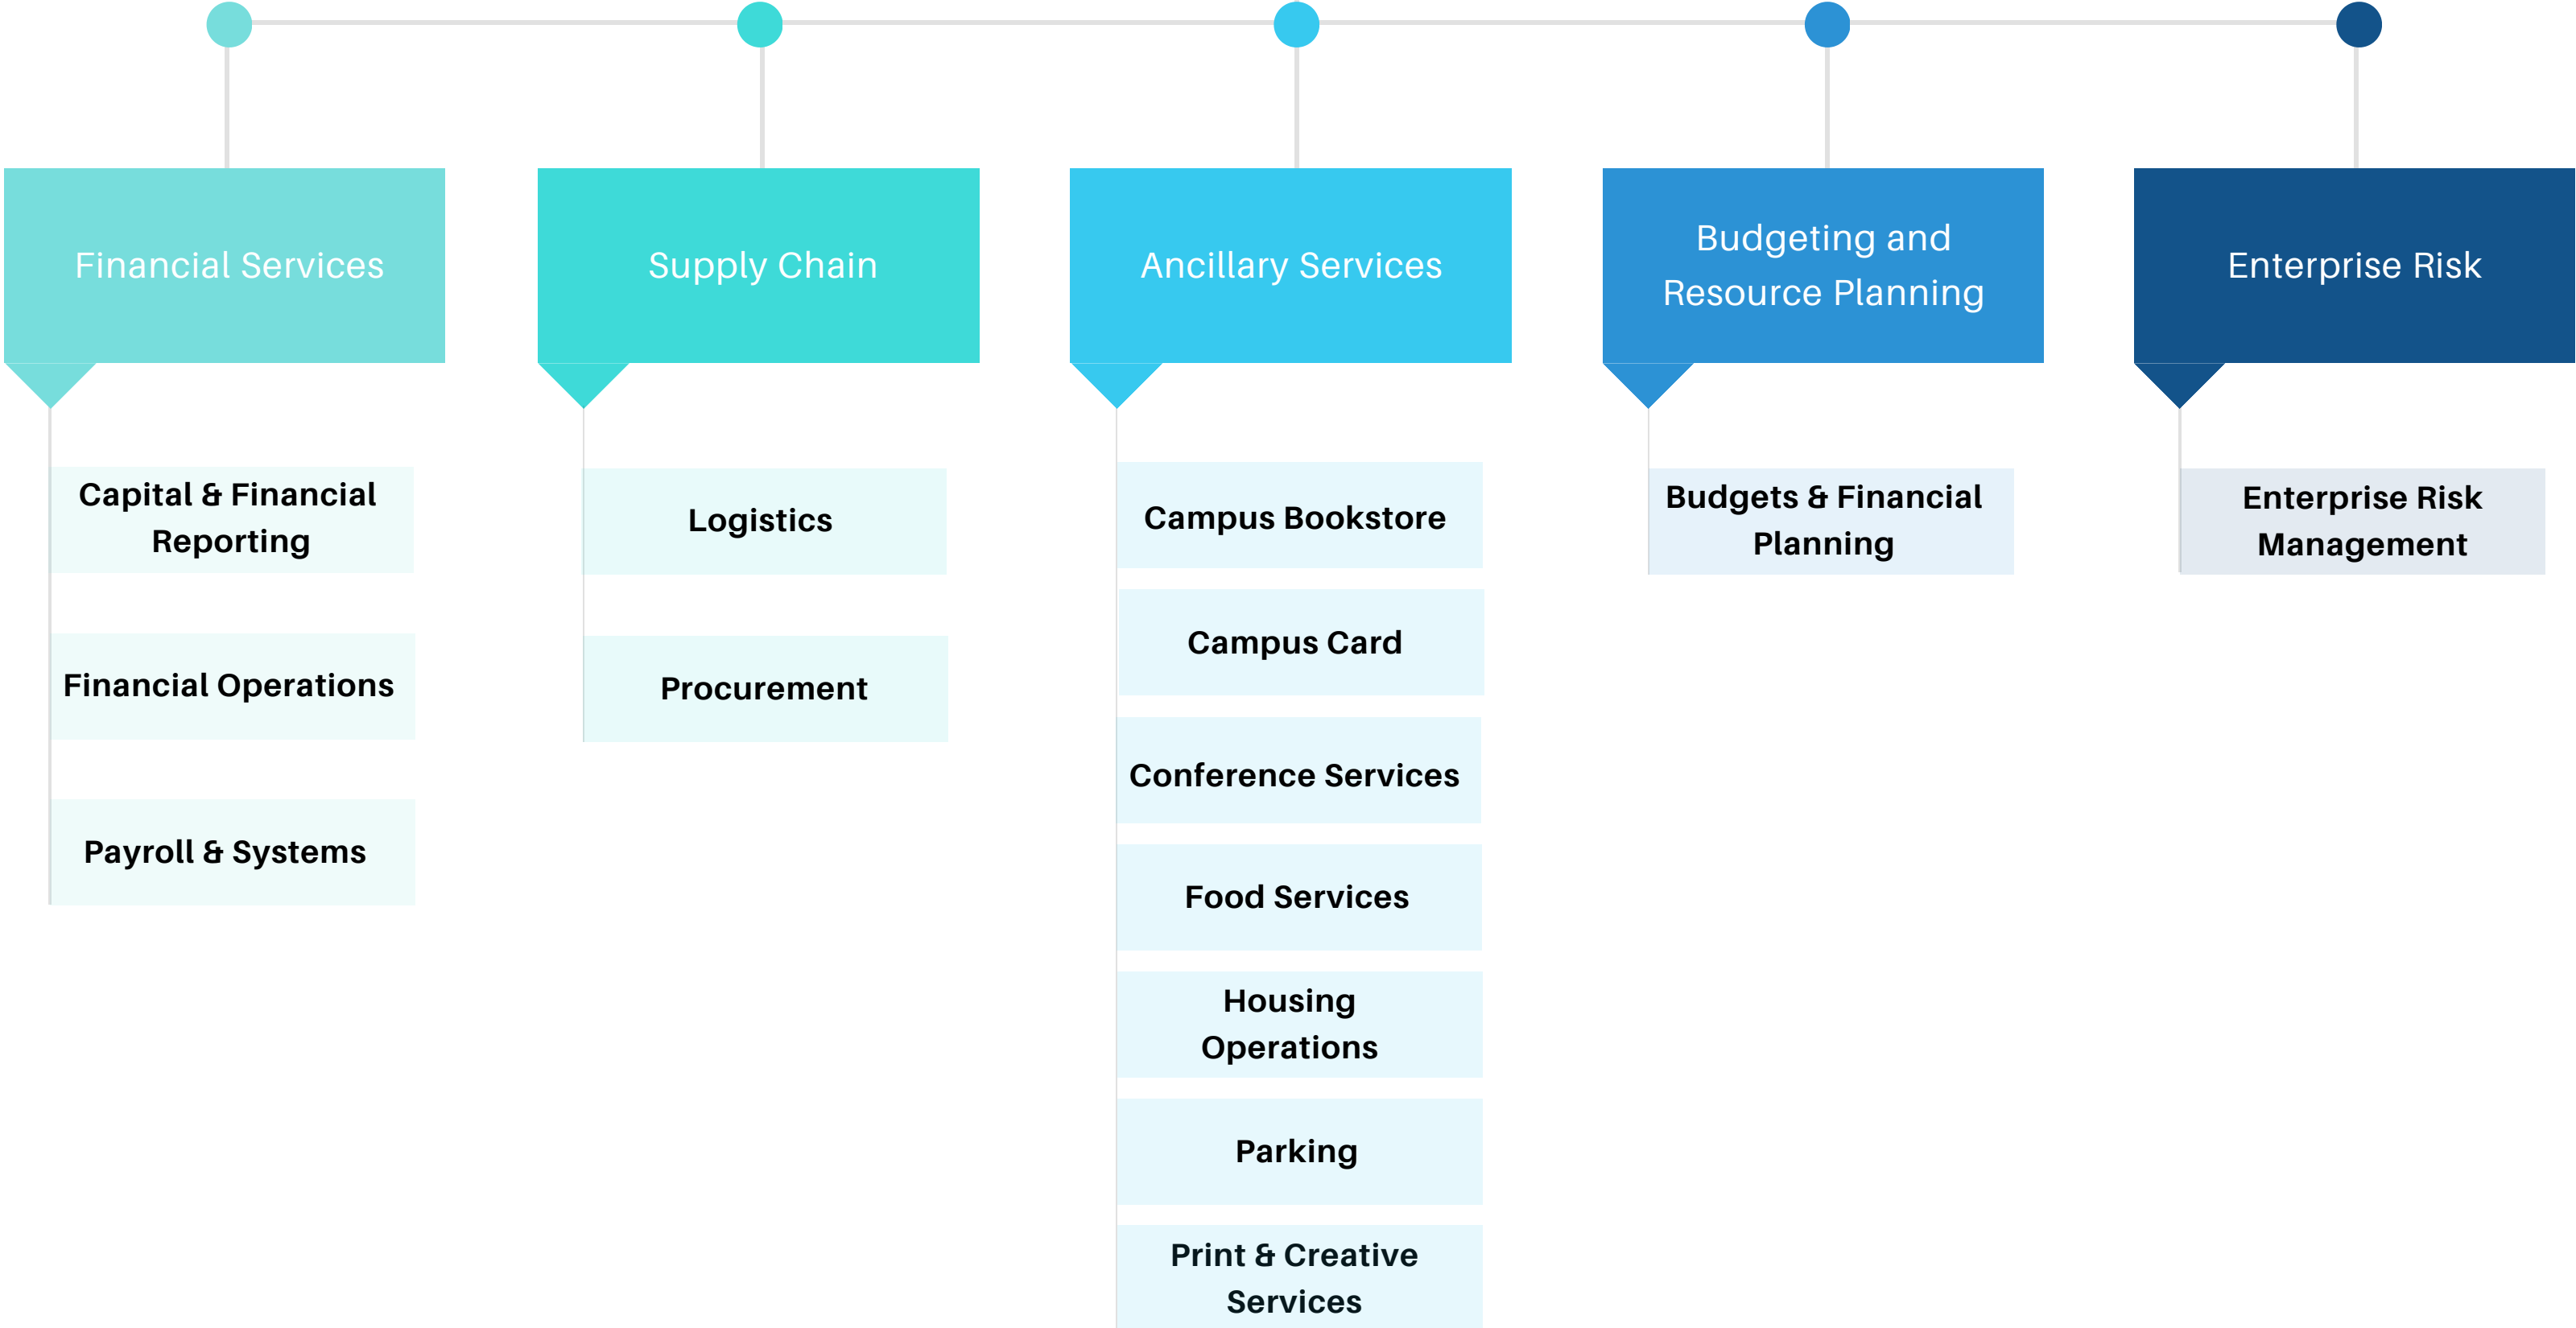 Financial Services
Supply Chain
Ancillary Services
Budgeting and
Resource Planning
Enterprise Risk
Capital & Financial
Reporting
Financial Operations
Payroll & Systems
Logistics
Procurement
Campus Bookstore
Campus Card
Conference Services
Food Services
Housing
Operations
Parking
Print & Creative
Services
Budgets & Financial
Planning
Enterprise Risk
Management